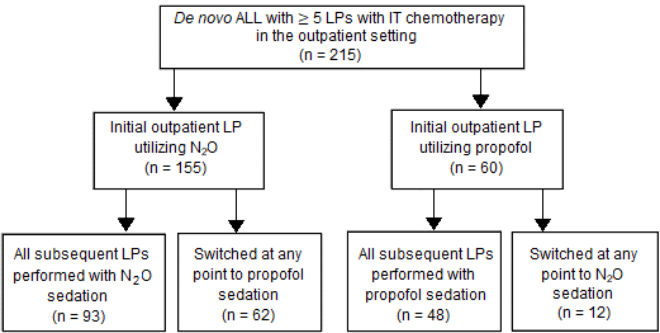 De novo ALL with ≥ 5 LPs with IT chemotherapy
in the outpatient setting
(n = 215)
Initial outpatient LP
utilizing N₂O
(n = 155)
Initial outpatient LP
utilizing propofol
(n = 60)
All subsequent LPs
performed with N₂O
sedation
(n = 93)
Switched at any
point to propofol
sedation
(n = 62)
All subsequent LPs
performed with
propofol sedation
(n = 48)
Switched at any
point to N₂O
sedation
(n = 12)